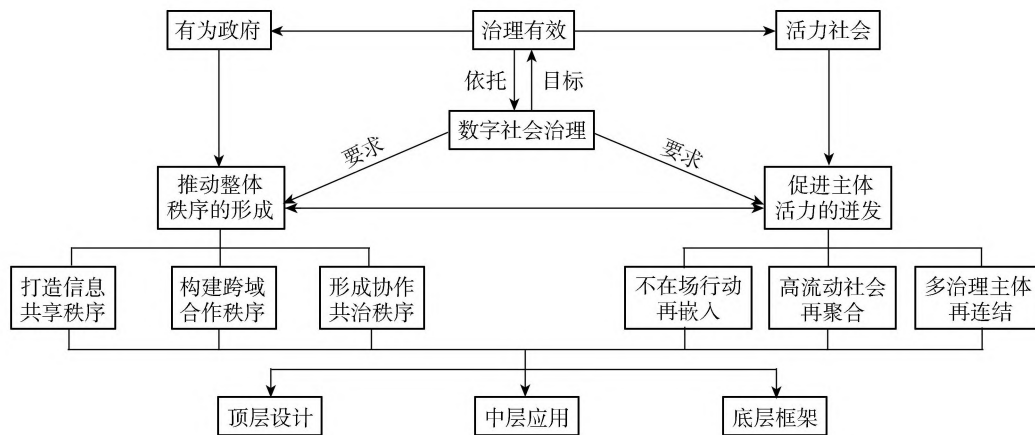 有为政府
治理有效
活力社会
依托
目标
数字社会治理
要求
要求
推动整体
秩序的形成
促进主体
活力的迸发
打造信息
共享秩序
构建跨域
合作秩序
形成协作
共治秩序
不在场行动
再嵌入
高流动社会
再聚合
多治理主体
再连结
顶层设计
中层应用
底层框架